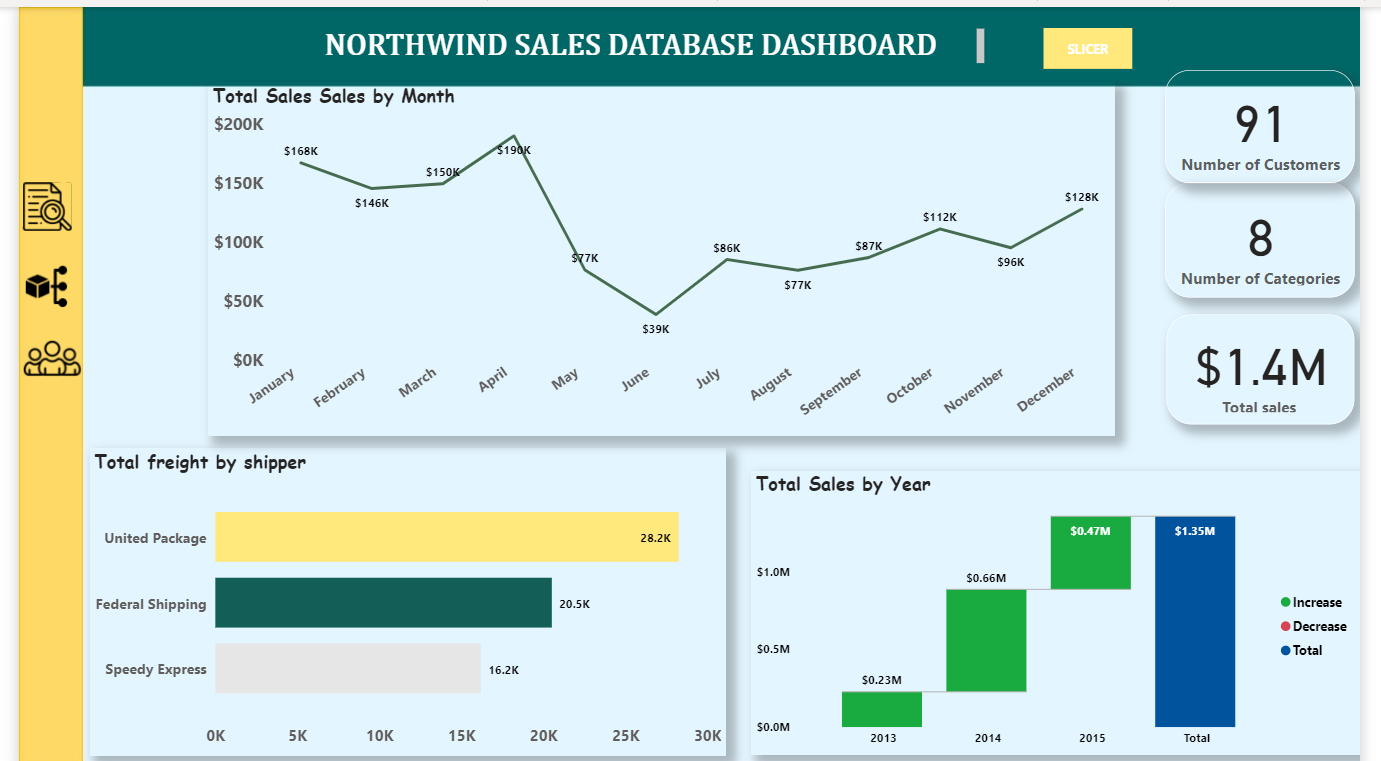 NORTHWIND SALES DATABASE DASHBOARD
SLICER
Total Sales Sales by Month
$200K
$150K
$100K
$50K
$0K
$168K
$146K
$150K
$190K
$77K
$39K
$86K
$77K
$87K
$112K
$96K
$128K
January
February
March
April
May
June
July
August
September
October
November
December
91
Number of Customers
8
Number of Categories
$1.4M
Total sales
Total freight by shipper
United Package
28.2K
Federal Shipping
20.5K
Speedy Express
16.2K
0K 5K 10K 15K 20K 25K 30K
Total Sales by Year
$1.0M
$0.5M
$0.0M
$0.23M
$0.66M
$0.47M
$1.35M
2013 2014 2015 Total
Increase
Decrease
Total